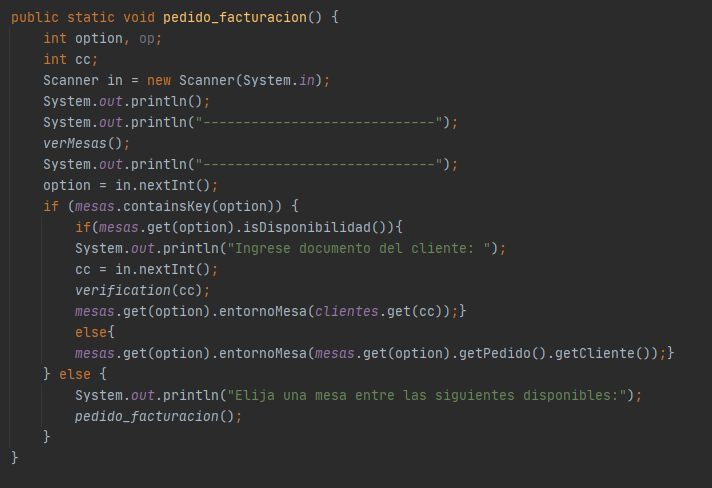 public static void pedido_facturacion() {
    int option, op;
    int cc;
    Scanner in = new Scanner(System.in);
    System.out.println();
    System.out.println("-----------------------------");
    verMesas();
    System.out.println("-----------------------------");
    option = in.nextInt();
    if (mesas.containsKey(option)) {
        if(mesas.get(option).isDisponibilidad()){
        System.out.println("Ingrese documento del cliente: ");
        cc = in.nextInt();
        verification(cc);
        mesas.get(option).entornoMesa(clientes.get(cc));}
        else{
        mesas.get(option).entornoMesa(mesas.get(option).getPedido().getCliente());}
    } else {
        System.out.println("Elija una mesa entre las siguientes disponibles:");
        pedido_facturacion();
    }
}